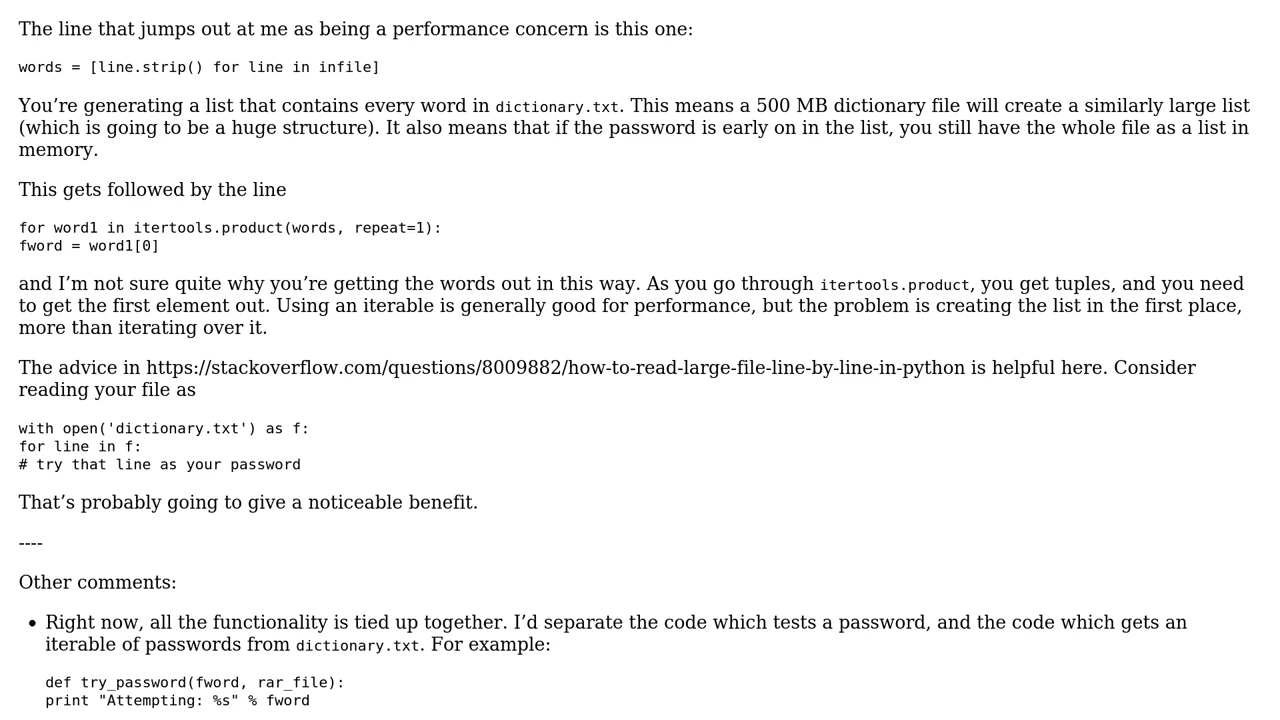 The line that jumps out at me as being a performance concern is this one:
words = [line.strip() for line in infile]
You’re generating a list that contains every word in dictionary.txt. This means a 500 MB dictionary file will create a similarly large list
(which is going to be a huge structure). It also means that if the password is early on in the list, you still have the whole file as a list in
memory.
This gets followed by the line
for word1 in itertools.product(words, repeat=1):
fword = word1[0]
and I’m not sure quite why you’re getting the words out in this way. As you go through itertools.product, you get tuples, and you need
to get the first element out. Using an iterable is generally good for performance, but the problem is creating the list in the first place,
more than iterating over it.
The advice in https://stackoverflow.com/questions/8009882/how-to-read-large-file-line-by-line-in-python is helpful here. Consider
reading your file as
with open('dictionary.txt') as f:
for line in f:
# try that line as your password
That’s probably going to give a noticeable benefit.
----
Other comments:
• Right now, all the functionality is tied up together. I’d separate the code which tests a password, and the code which gets an
iterable of passwords from dictionary.txt. For example:
def try_password(fword, rar_file):
print "Attempting: %s" % fword